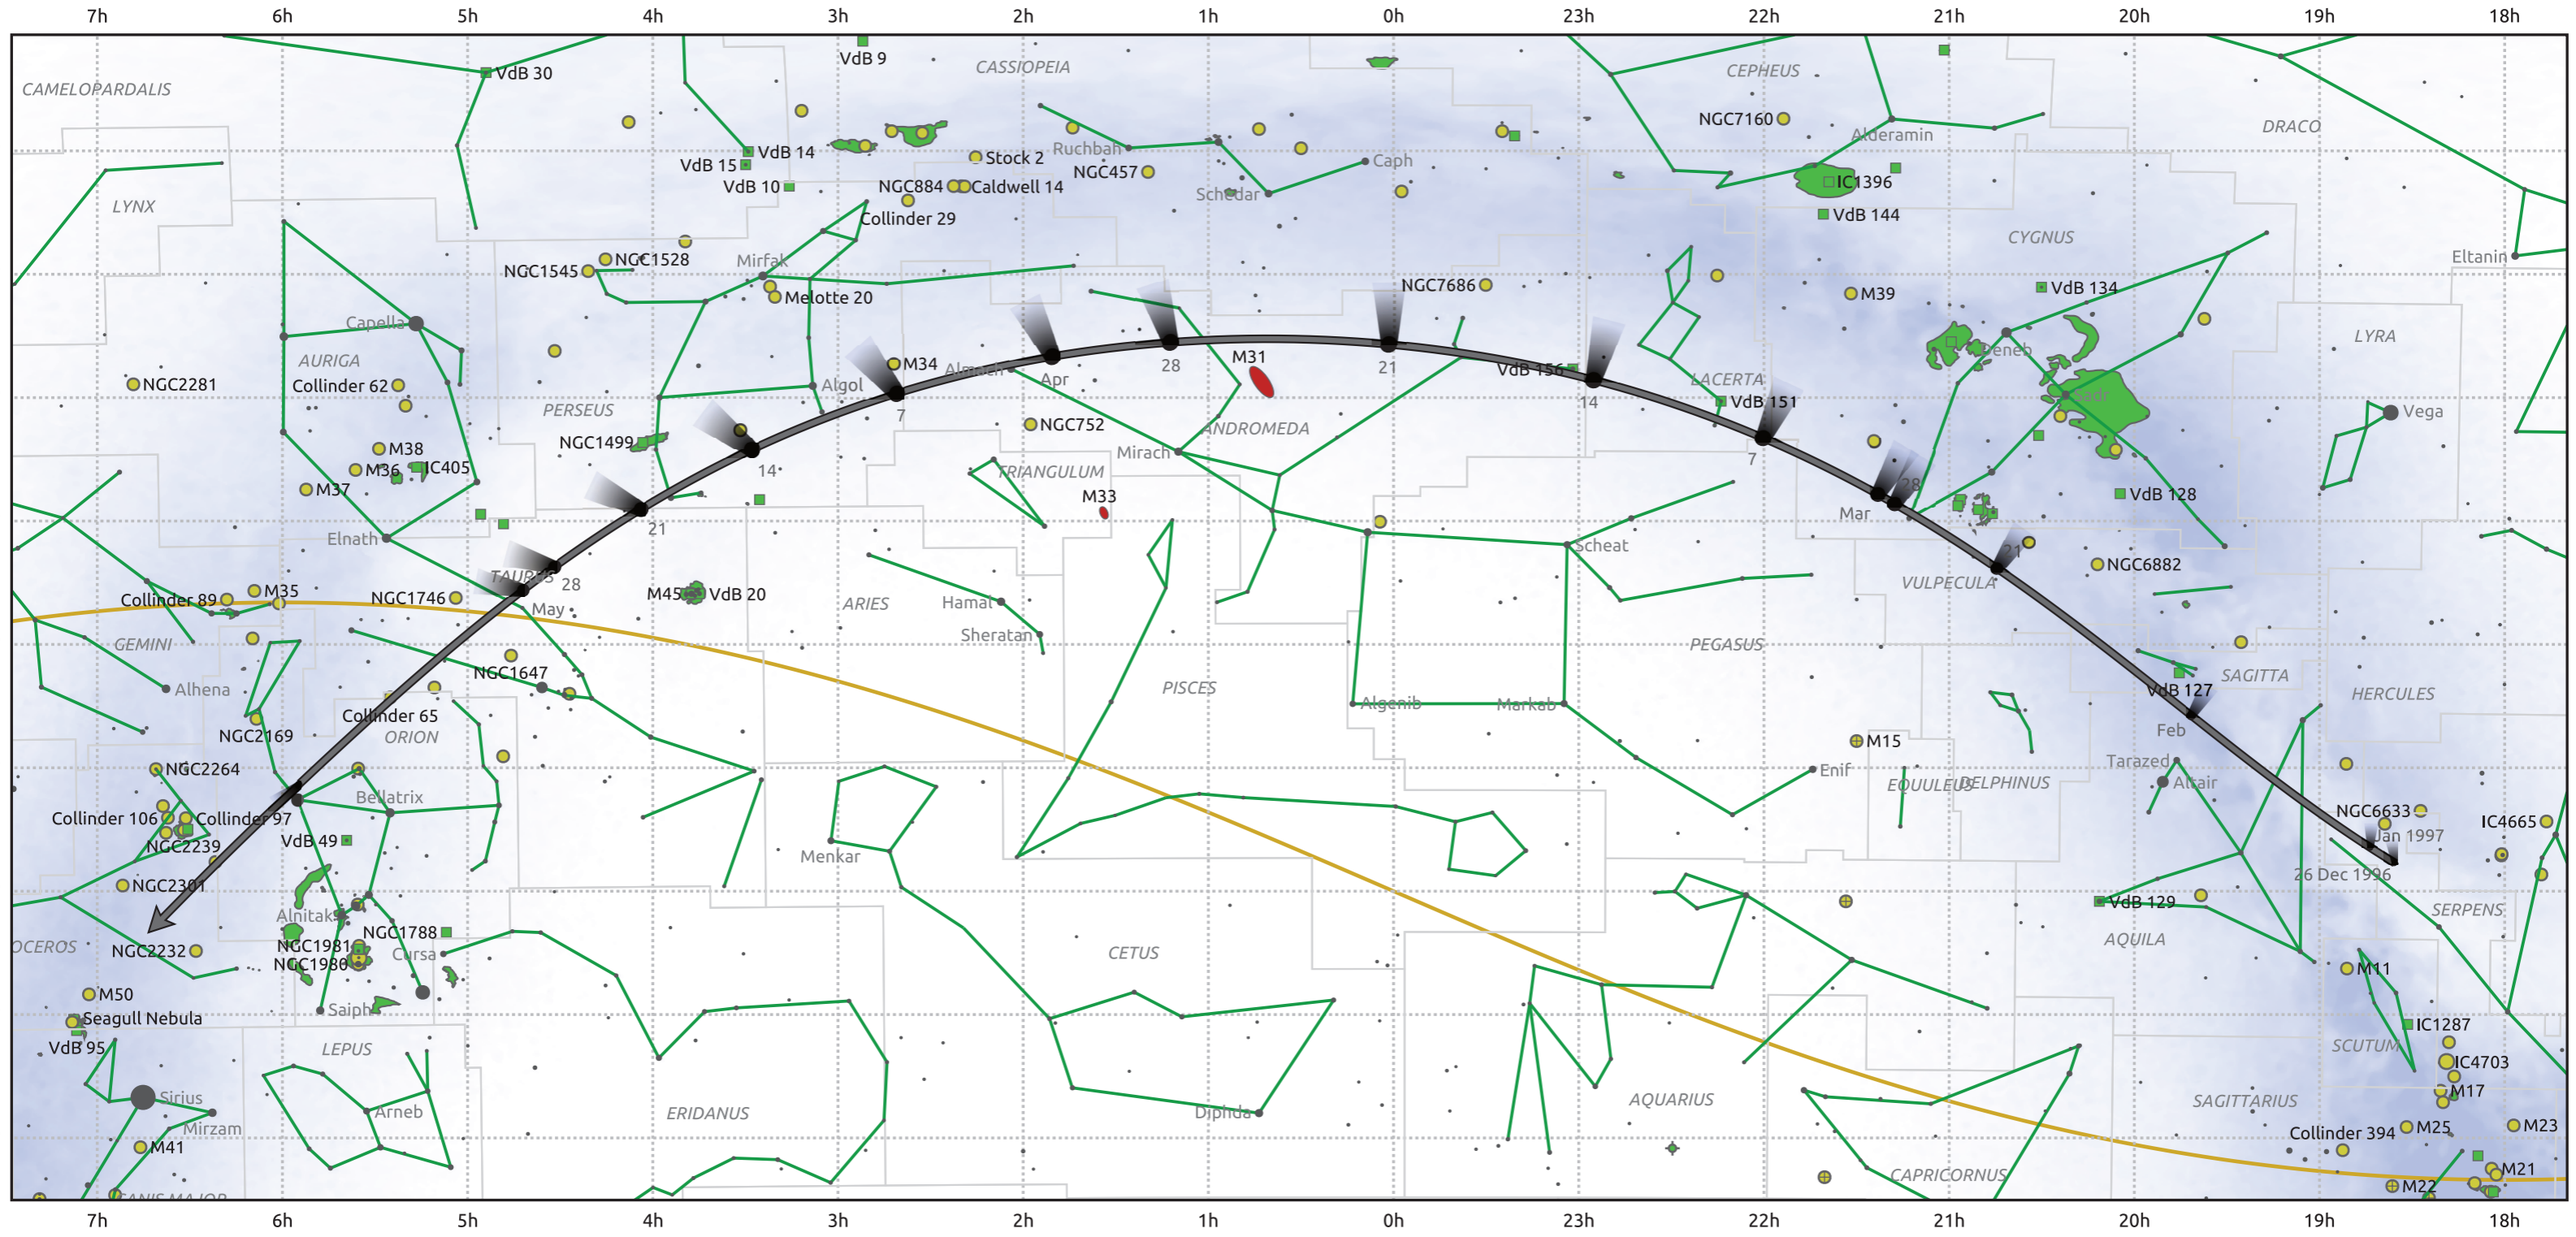 7h 6h 5h 4h 3h 2h 1h 0h 23h 22h 21h 20h 19h 18h
VdB 9
CASSIOPEIA
CEPHEUS
VdB 30
CAMELOPARDALIS
NGC7160
DRACO
Alderamin
VdB 14
Ruchbah
Stock 2
Caph
VdB 15
NGC457
IC1396
VdB 10
NGC884
Caldwell 14
Schedar
LYNX
VdB 144
Collinder 29
CYGNUS
Eltanin
NGC1528
Mirfak
NGC1545
NGC7686
VdB 134
M39
Melotte 20
Capella
LYRA
Deneb
AURIGA
M31
M34
Almach
VdB 156
Apr
28
21
LACERTA
NGC2281
Collinder 62
Algol
Sadr
14
VdB 151
PERSEUS
7
Vega
NGC752
ANDROMEDA
NGC1499
M38
Mirach
7
M36
IC405
14
TRIANGULUM
28
M37
M33
VdB 128
Mar
21
Elnath
Scheat
21
NGC6882
TAURUS
28
VULPECULA
M35
M45
VdB 20
Collinder 89
NGC1746
ARIES
Hamal
May
Sheratan
GEMINI
PEGASUS
NGC1647
SAGITTA
Alhena
PISCES
VdB 127
HERCULES
Algenib
Markab
Collinder 65
NGC2169
ORION
Feb
M15
Tarazed
NGC2264
Enif
EQUULEUS
DELPHINUS
Altair
Bellatrix
NGC6633
Collinder 106
Collinder 97
IC4665
Jan 1997
VdB 49
NGC2239
Menkar
26 Dec 1996
NGC2301
VdB 129
SERPENS
Alnitak
NGC1788
AQUILA
OCEROS
NGC2232
NGC1981
Cursa
CETUS
NGC1980
M11
M50
Saiph
Seagull Nebula
IC1287
VdB 95
LEPUS
SCUTUM
IC4703
M17
Sirius
Arneb
ERIDANUS
Diphda
AQUARIUS
SAGITTARIUS
Mirzam
M25
M23
Collinder 394
M41
M21
CAPRICORNUS
M22
CANIS MAJOR
7h 6h 5h 4h 3h 2h 1h 0h 23h 22h 21h 20h 19h 18h